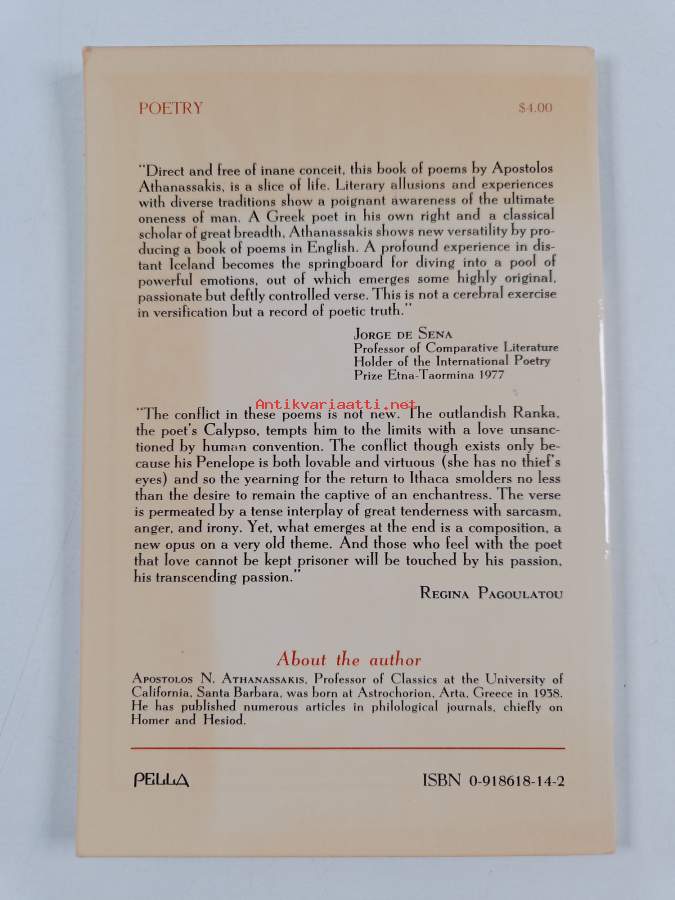 POETRY $4.00
"Direct and free of inane conceit, this book of poems by Apostolos
Athanassakis, is a slice of life. Literary allusions and experiences
with diverse traditions show a poignant awareness of the ultimate
oneness of man. A Greek poet in his own right and a classical
scholar of great breadth, Athanassakis shows new versatility by pro-
ducing a book of poems in English. A profound experience in dis-
tant Iceland becomes the springboard for diving into a pool of
powerful emotions, out of which emerges some highly original,
passionate but deftly controlled verse. This is not a cerebral exercise
in versification but a record of poetic truth."
JORGE DE SENA
Professor of Comparative Literature
Holder of the International Poetry
Prize Etna-Taormina 1977
Antikvariaatti.net
"The conflict in these poems is not new. The outlandish Ranka,
the poet's Calypso, tempts him to the limits with a love unsanc-
tioned by human convention. The conflict though exists only be-
cause his Penelope is both lovable and virtuous (she has no thief's
eyes) and so the yearning for the return to Ithaca smolders no less
than the desire to remain the captive of an enchantress. The verse
is permeated by a tense interplay of great tenderness with sarcasm,
anger, and irony. Yet, what emerges at the end is a composition, a
new opus on a very old theme. And those who feel with the poet
that love cannot be kept prisoner will be touched by his passion,
his transcending passion."
REGINA PAGOULATOU
About the author
APOSTOLOS N. ATHANASSAKIS, Professor of Classics at the University of
California, Santa Barbara, was born at Astrochorion, Arta, Greece in 1938.
He has published numerous articles in philological journals, chiefly on
Homer and Hesiod.
PELLA ISBN 0-918618-14-2